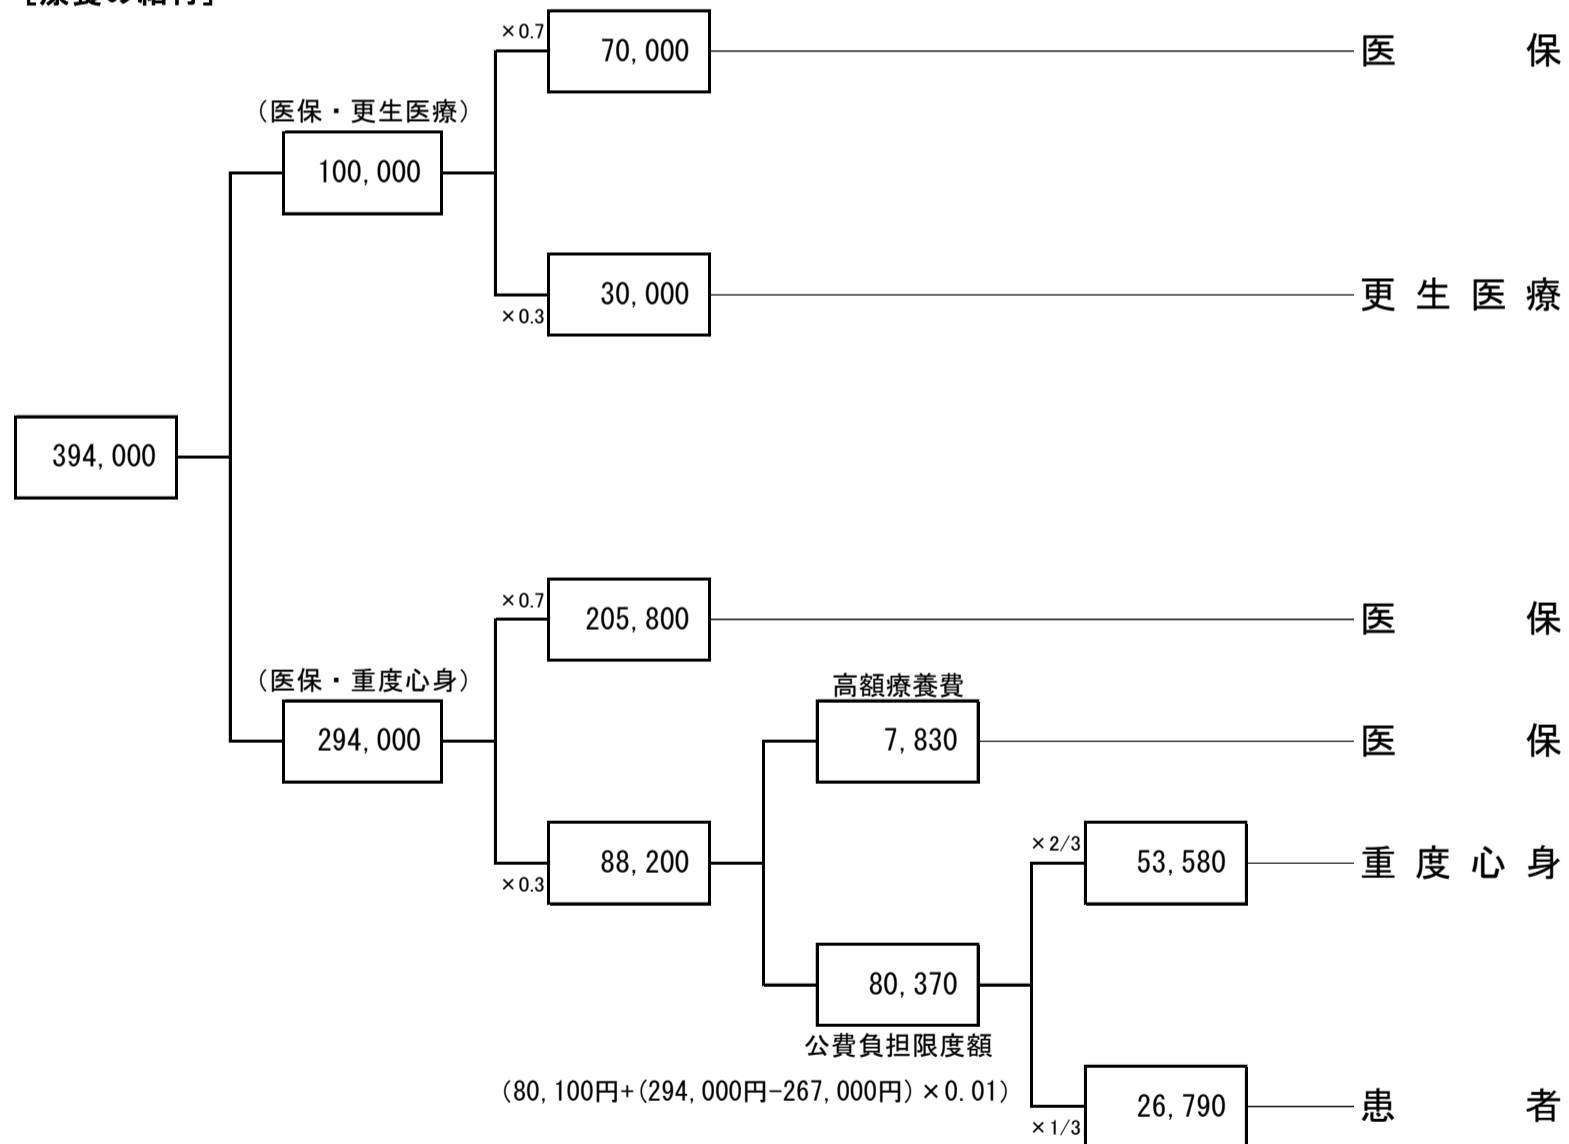 ×0.7
70,000
医保
(医保・更生医療)
100,000
×0.3
30,000
更生医療
394,000
×0.7
205,800
医保
(医保・重度心身)
294,000
高額療養費
7,830
医保
×0.3
88,200
×2/3
53,580
重度心身
80,370
公費負担限度額
(80,100円+(294,000円-267,000円)×0.01)
×1/3
26,790
患者